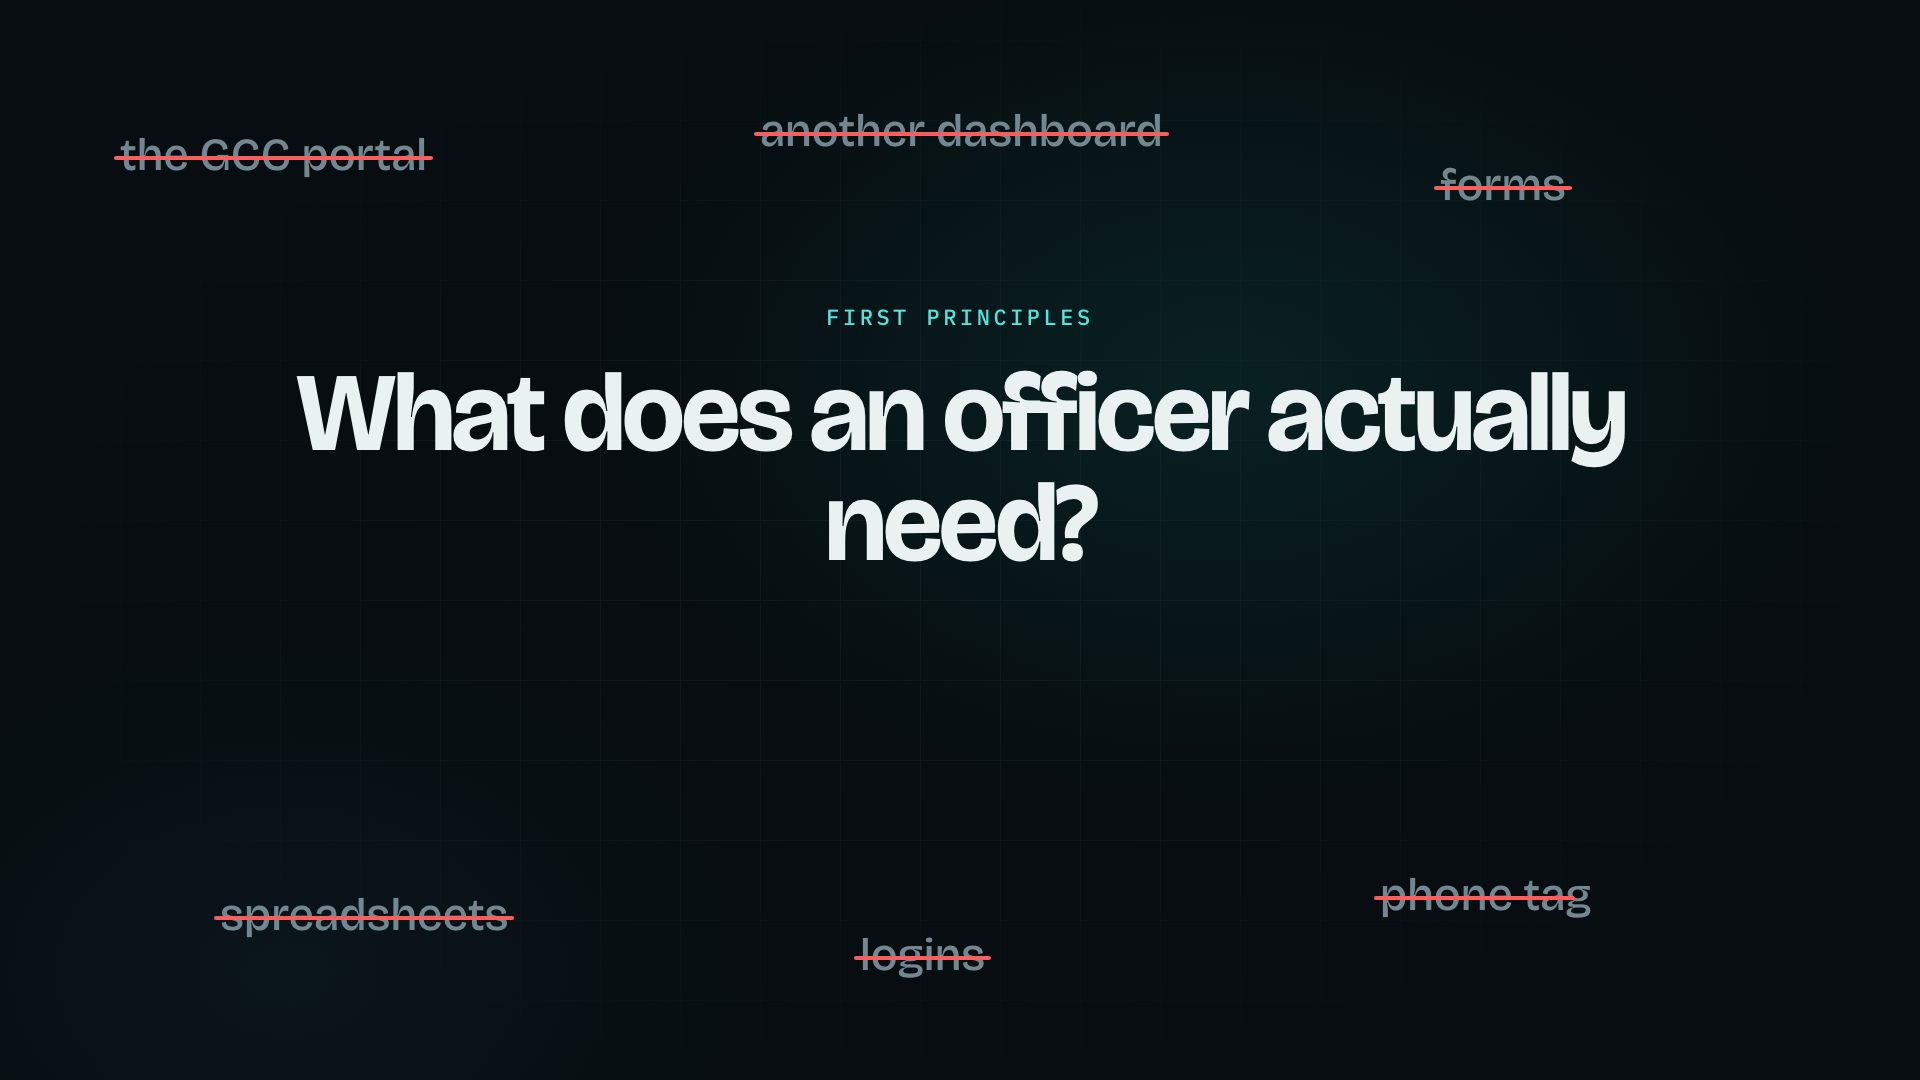 another dashboard
the GCC portal
forms
FIRST PRINCIPLES
What does an officer actually
need?
phone tag
spreadsheets
logins